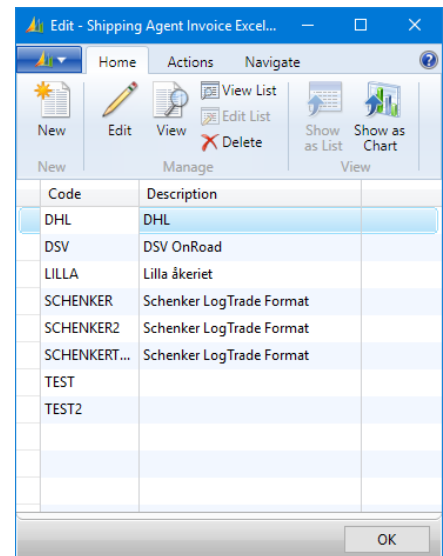 Edit - Shipping Agent Invoice Excel...
Home Actions Navigate
New Edit View View List
Edit List
Delete
Show as List
Show as Chart
New Manage View
Code Description
DHL DHL
DSV DSV OnRoad
LILLA Lilla åkeriet
SCHENKER Schenker LogTrade Format
SCHENKER2 Schenker LogTrade Format
SCHENKERT... Schenker LogTrade Format
TEST
TEST2
OK